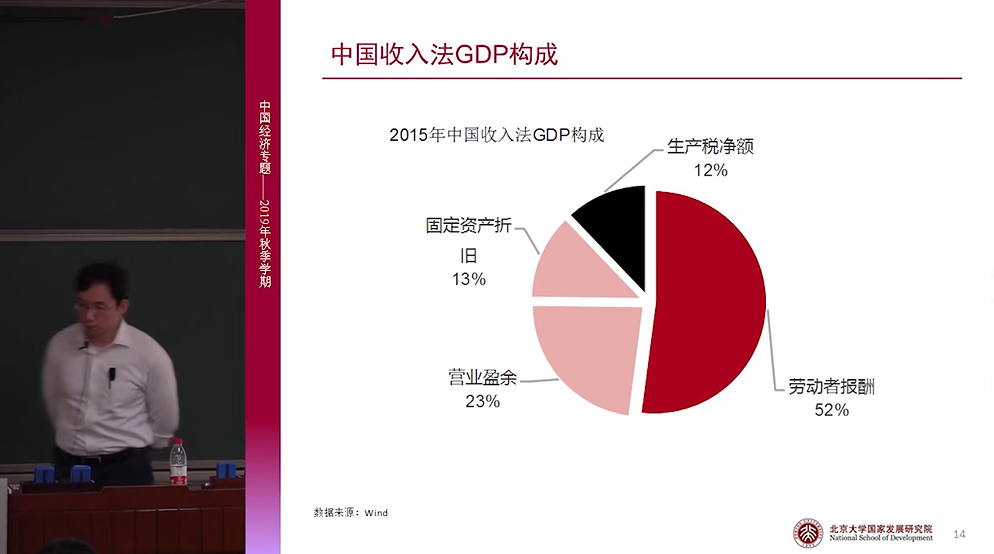 中国经济专题——2019年秋季学期
中国收入法GDP构成
2015年中国收入法GDP构成
生产税净额
12%
固定资产折
旧
13%
营业盈余
23%
劳动者报酬
52%
数据来源：Wind
北京大学国家发展研究院
National School of Development
14